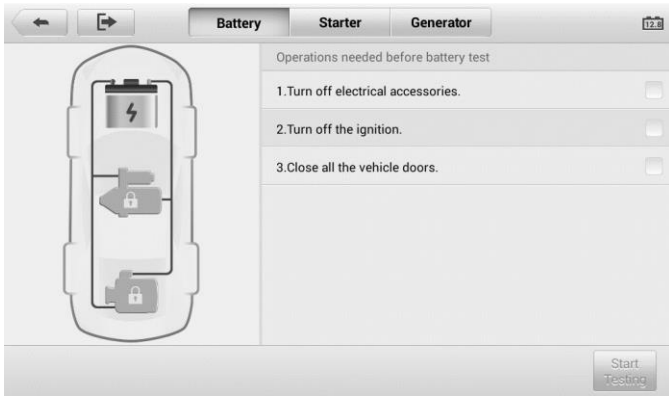 Battery
Starter
Generator
12.8
Operations needed before battery test
1.Turn off electrical accessories.
2.Turn off the ignition.
3.Close all the vehicle doors.
Start
Testing